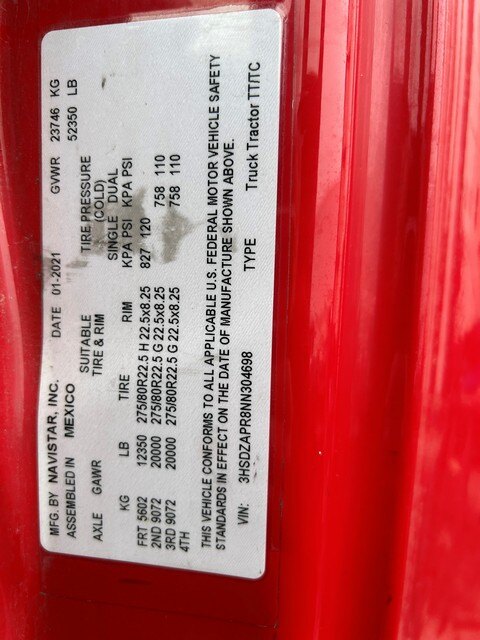 MFG. BY NAVISTAR, INC. DATE 01-2021 GVWR 23746 KG
ASSEMBLED IN MEXICO 52350 LB
AXLE GAWR SUITABLE TIRE & RIM TIRE PRESSURE (COLD)
SINGLE DUAL
KG LB TIRE RIM KPA PSI KPA PSI
FRT 5602 12350 275/80R22.5 H 22.5x8.25 827 120
2ND 9072 20000 275/80R22.5 G 22.5x8.25 758 110
3RD 9072 20000 275/80R22.5 G 22.5x8.25 758 110
4TH
THIS VEHICLE CONFORMS TO ALL APPLICABLE U.S. FEDERAL MOTOR VEHICLE SAFETY
STANDARDS IN EFFECT ON THE DATE OF MANUFACTURE SHOWN ABOVE.
VIN: 3HSDZAPR8NN304698 TYPE Truck Tractor TT/TC